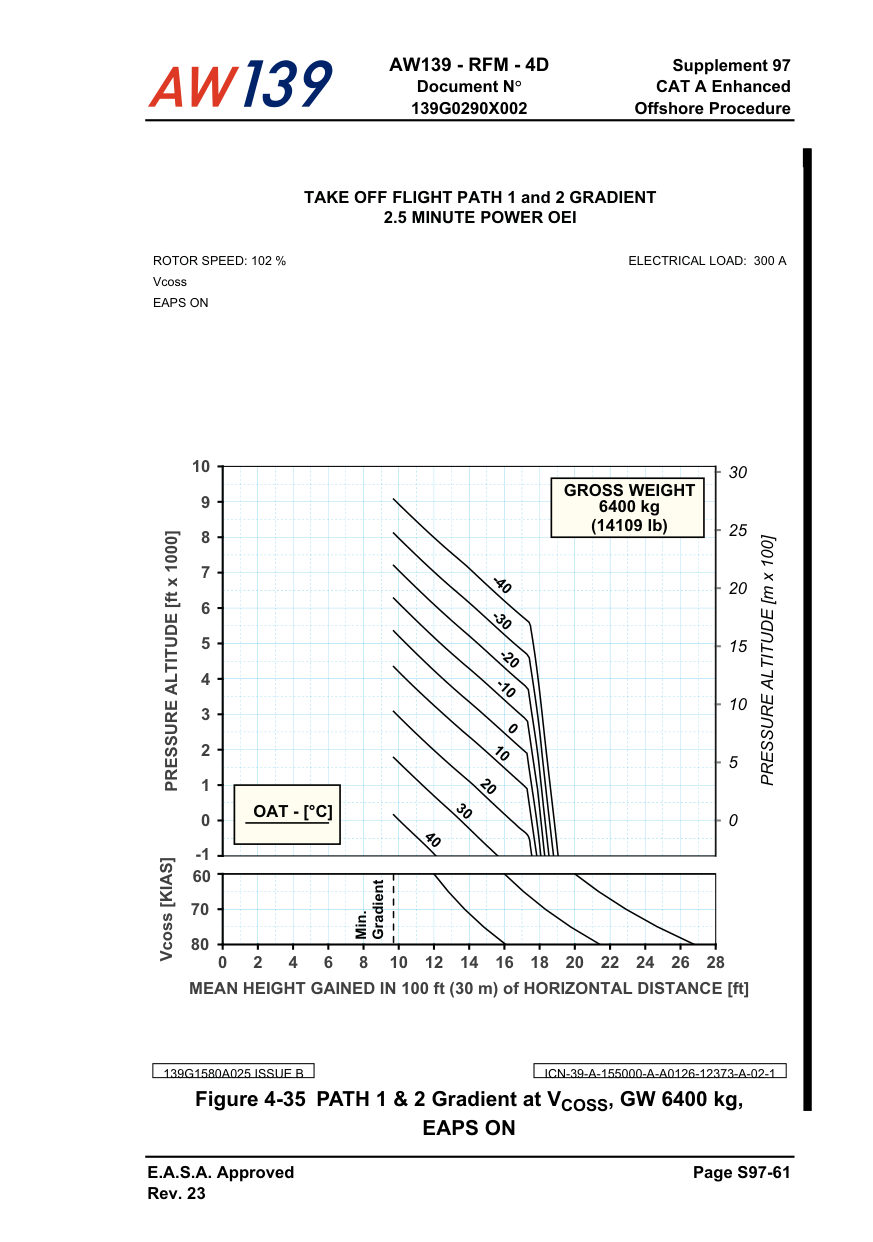 AW139
AW139 - RFM - 4D
Document N°
139G0290X002
Supplement 97
CAT A Enhanced
Offshore Procedure
TAKE OFF FLIGHT PATH 1 and 2 GRADIENT
2.5 MINUTE POWER OEI
ROTOR SPEED: 102 %
ELECTRICAL LOAD: 300 A
Vcoss
EAPS ON
PRESSURE ALTITUDE [ft x 1000]
10
9
8
7
6
5
4
3
2
1
0
-1
GROSS WEIGHT
6400 kg
(14109 lb)
-40
-30
-20
-10
0
10
20
30
40
OAT - [°C]
30
25
20
15
10
5
0
PRESSURE ALTITUDE [m x 100]
Vcoss [KIAS]
60
70
80
Min.
Gradient
0 2 4 6 8 10 12 14 16 18 20 22 24 26 28
MEAN HEIGHT GAINED IN 100 ft (30 m) of HORIZONTAL DISTANCE [ft]
139G1580A025 ISSUE B
ICN-39-A-155000-A-A0126-12373-A-02-1
Figure 4-35 PATH 1 & 2 Gradient at VCOSS, GW 6400 kg,
EAPS ON
E.A.S.A. Approved
Rev. 23
Page S97-61